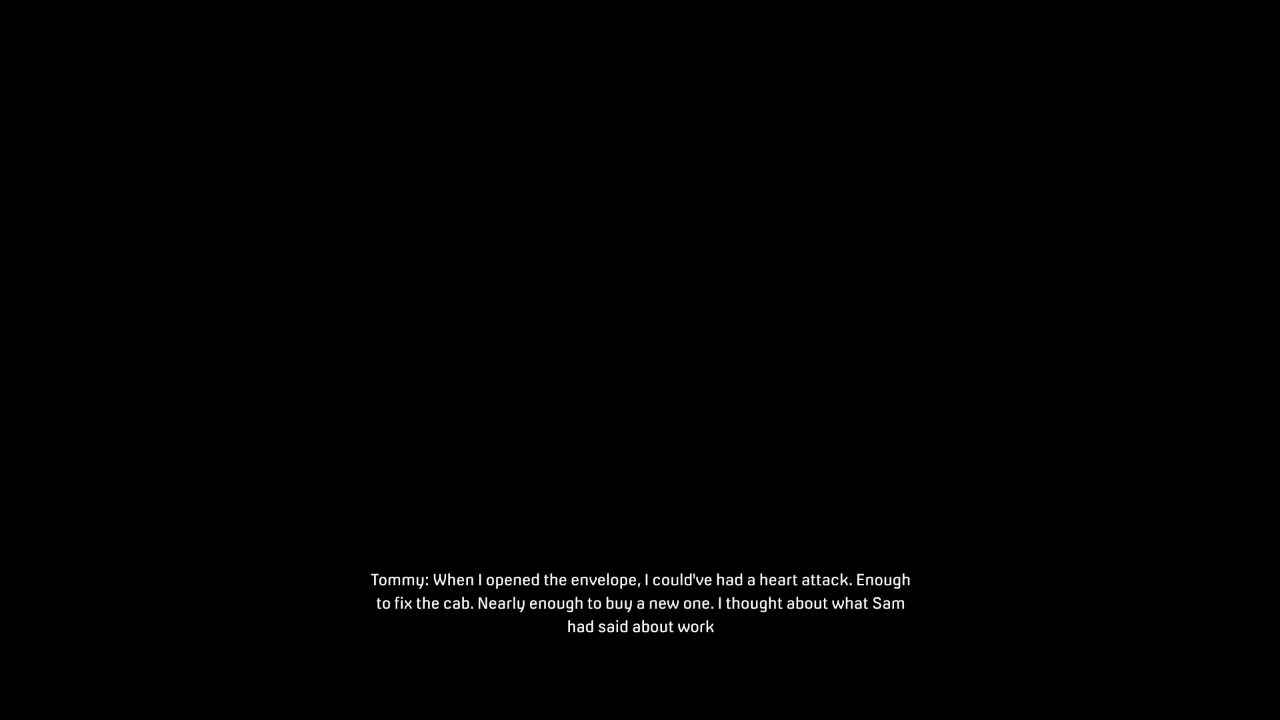 Tommy: When I opened the envelope, I could've had a heart attack. Enough
to fix the cab. Nearly enough to buy a new one. I thought about what Sam
had said about work